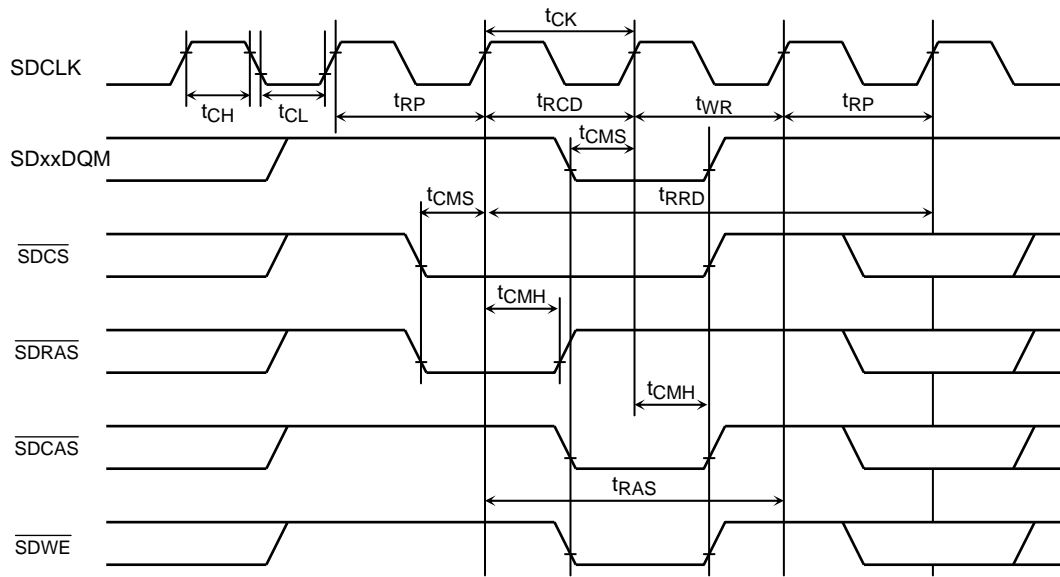 tCK
SDCLK
tCH tCL tRP tRCD tWR tRP
SDxxDQM tCMS
tCMS tRRD
SDCS
tCMH
SDRAS
tCMH
SDCAS
tRAS
SDWE